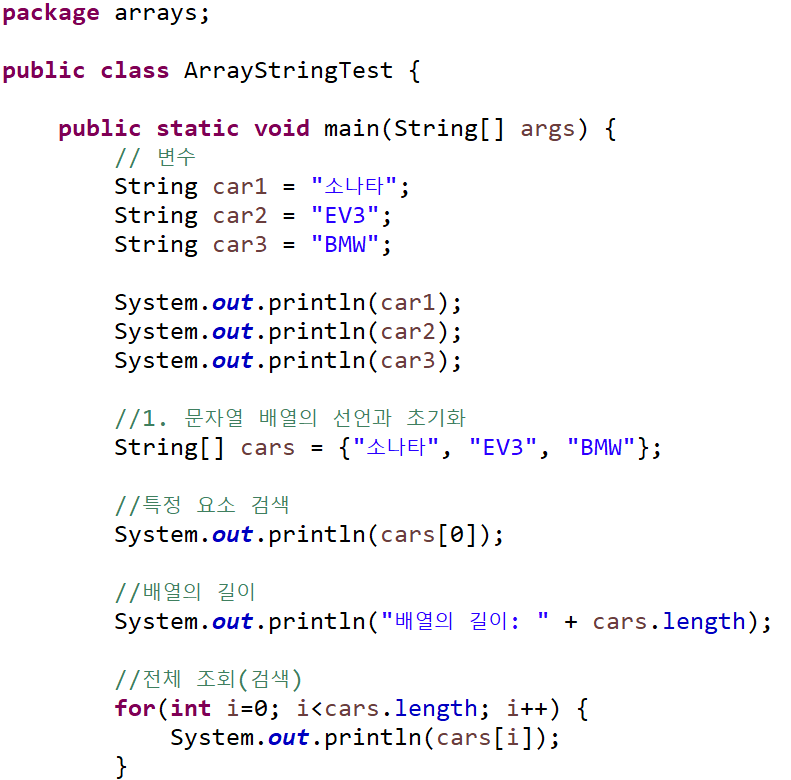 package arrays;

public class ArrayStringTest {

    public static void main(String[] args) {
        // 변수
        String car1 = "소나타";
        String car2 = "EV3";
        String car3 = "BMW";

        System.out.println(car1);
        System.out.println(car2);
        System.out.println(car3);

        //1. 문자열 배열의 선언과 초기화
        String[] cars = {"소나타", "EV3", "BMW"};

        //특정 요소 검색
        System.out.println(cars[0]);

        //배열의 길이
        System.out.println("배열의 길이: " + cars.length);

        //전체 조회(검색)
        for(int i=0; i<cars.length; i++) {
            System.out.println(cars[i]);
        }